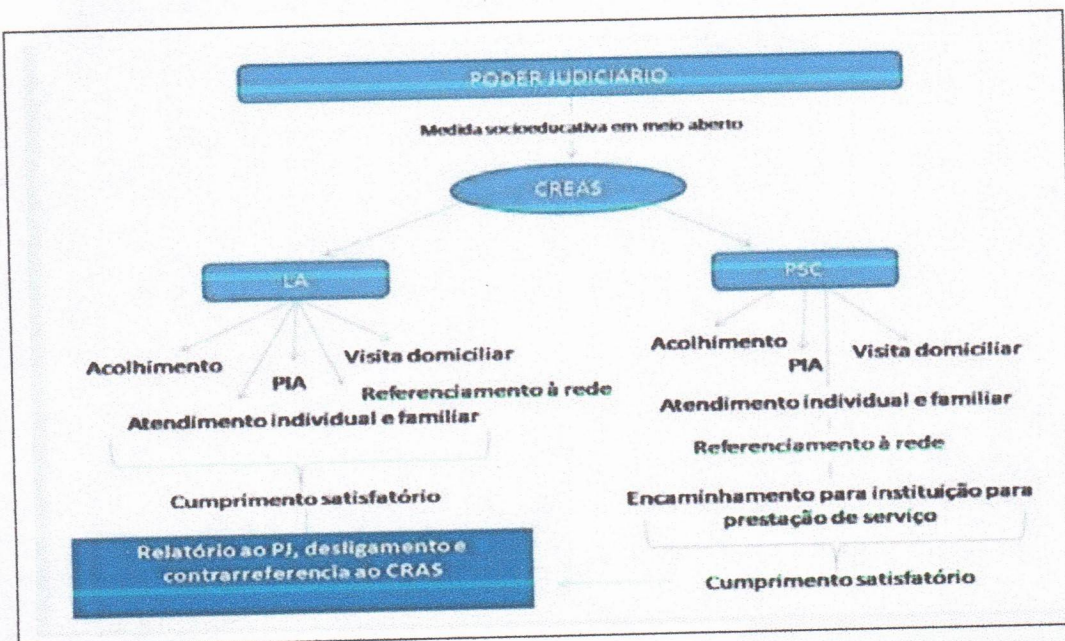 PODER JUDICIÁRIO
Medida socioeducativa em meio aberto
CREAS
LA
Acolhimento
PIA
Visita domiciliar
Referenciamento à rede
Atendimento individual e familiar
Cumprimento satisfatório
Relatório ao PJ, desligamento e
contrarreferencia ao CRAS
PSC
Acolhimento
PIA
Visita domiciliar
Atendimento individual e familiar
Referenciamento à rede
Encaminhamento para instituição para
prestação de serviço
Cumprimento satisfatório